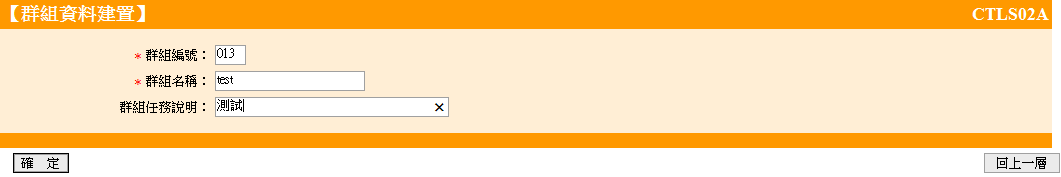 【群組資料建置】 CTLS02A
* 群組編號： 013
* 群組名稱： test
群組任務說明： 測試
確 定 回上一層